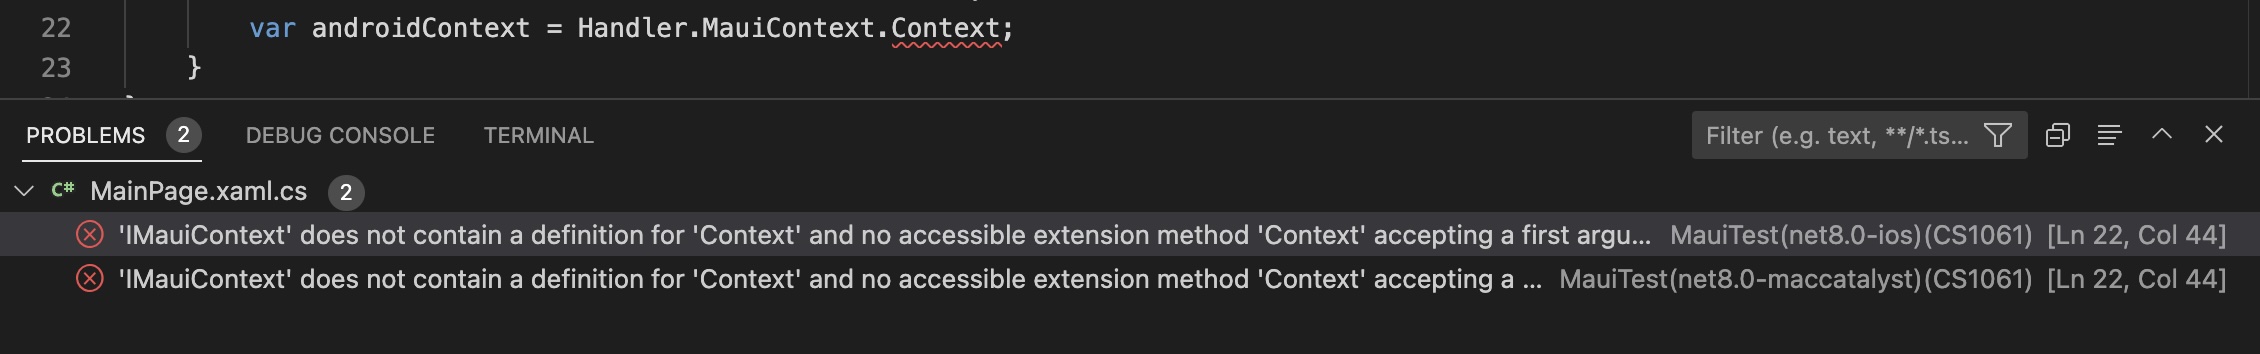 22 var androidContext = Handler.MauiContext.Context;
23 }
PROBLEMS 2 DEBUG CONSOLE TERMINAL Filter (e.g. text, **/*.ts...
C# MainPage.xaml.cs 2
'IMauiContext' does not contain a definition for 'Context' and no accessible extension method 'Context' accepting a first argu... MauiTest(net8.0-ios)(CS1061) [Ln 22, Col 44]
'IMauiContext' does not contain a definition for 'Context' and no accessible extension method 'Context' accepting a ... MauiTest(net8.0-maccatalyst)(CS1061) [Ln 22, Col 44]